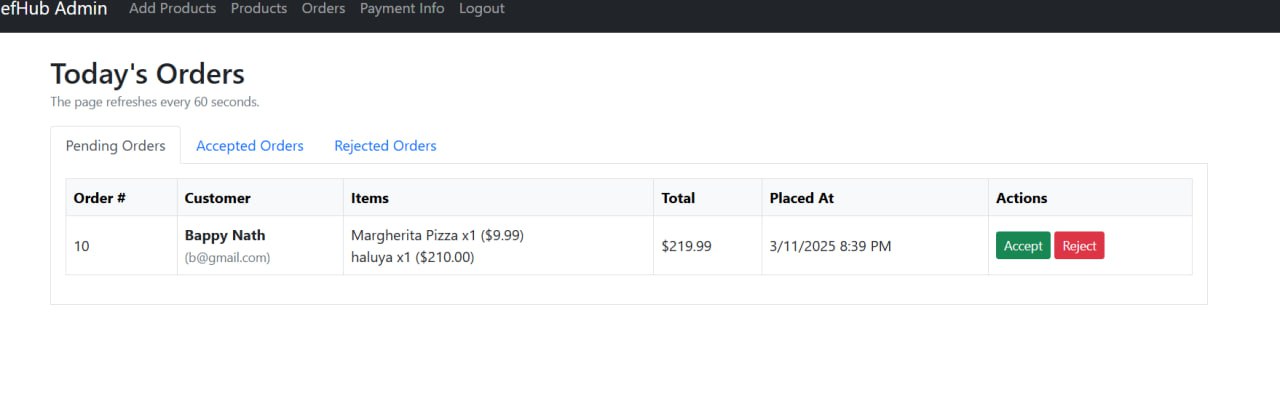 efHub Admin Add Products Products Orders Payment Info Logout
Today's Orders
The page refreshes every 60 seconds.
Pending Orders Accepted Orders Rejected Orders
Order # Customer Items Total Placed At Actions
10 Bappy Nath (b@gmail.com) Margherita Pizza x1 ($9.99) haluya x1 ($210.00) $219.99 3/11/2025 8:39 PM Accept Reject